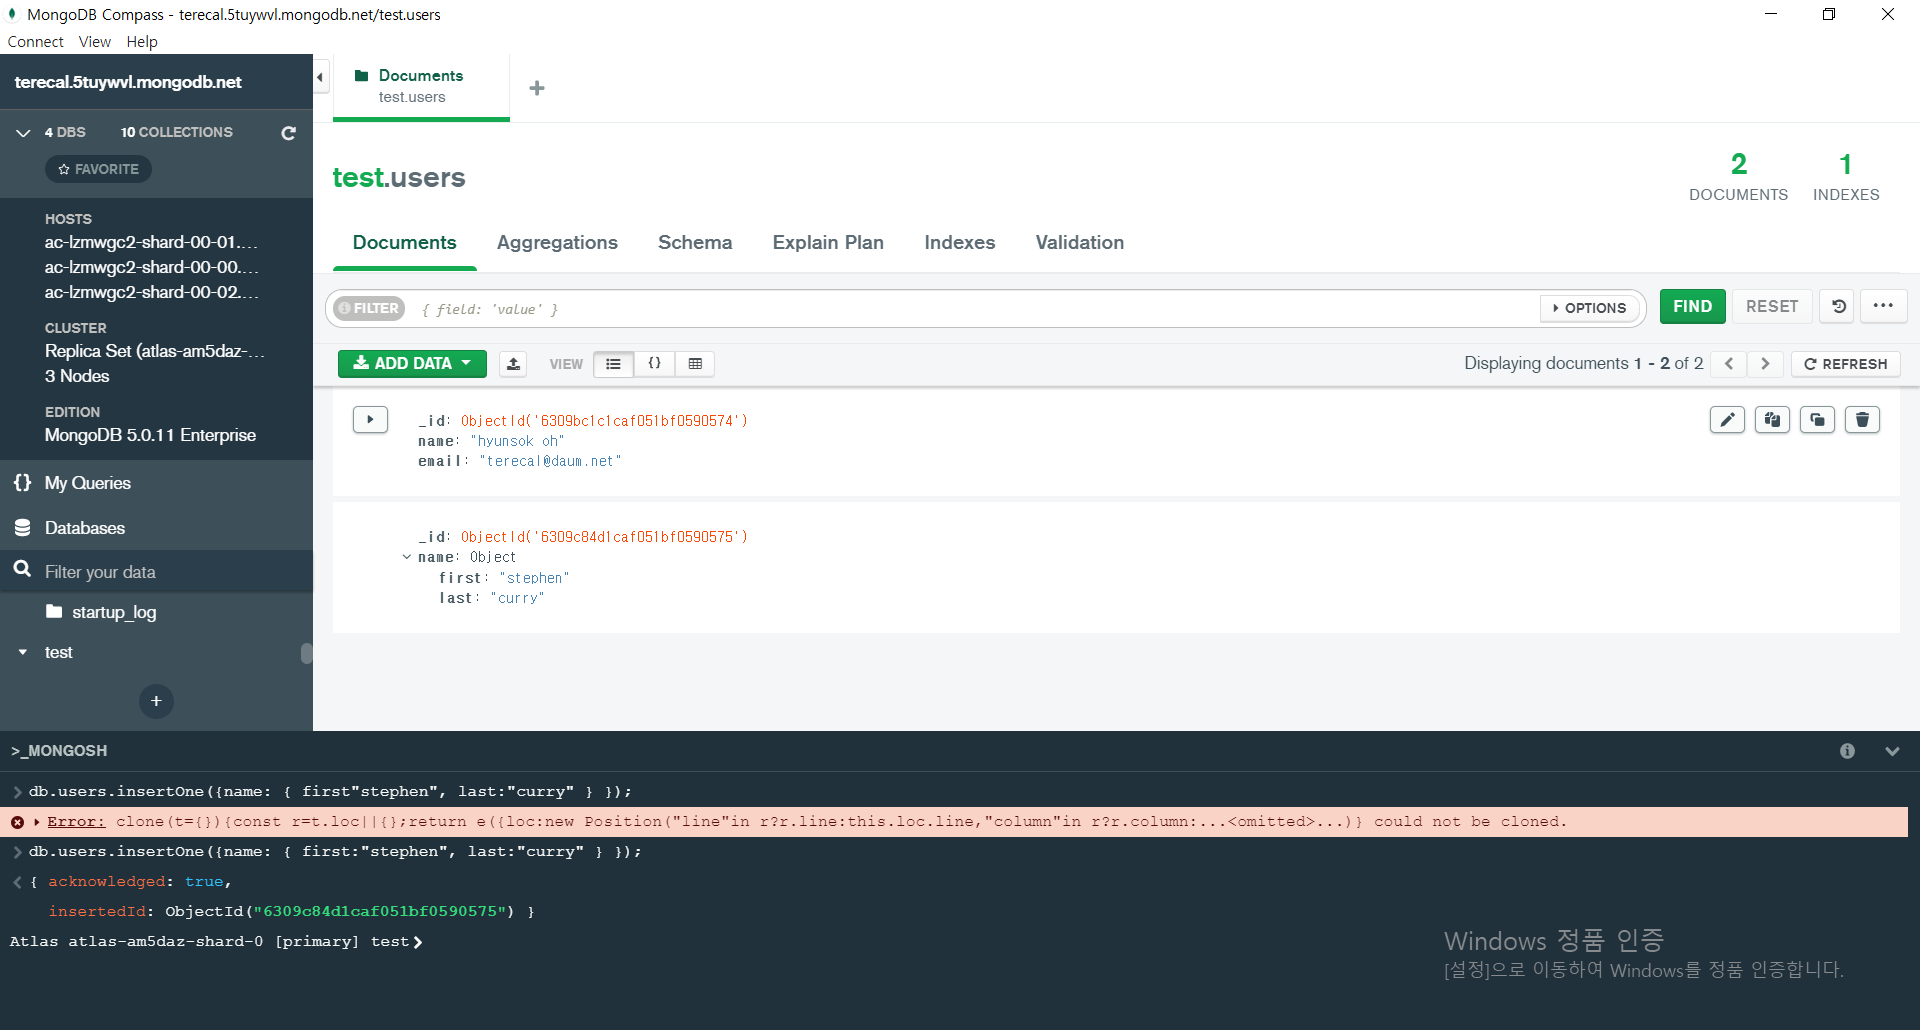 MongoDB Compass - terecal.5tuywvl.mongodb.net/test.users
Connect View Help
terecal.5tuywvl.mongodb.net
4 DBS 10 COLLECTIONS
FAVORITE
HOSTS
ac-lzmwgc2-shard-00-01....
ac-lzmwgc2-shard-00-00....
ac-lzmwgc2-shard-00-02....
CLUSTER
Replica Set (atlas-am5daz-...
3 Nodes
EDITION
MongoDB 5.0.11 Enterprise
{} My Queries
Databases
Filter your data
startup_log
test
+
Documents
test.users
+
test.users
2
DOCUMENTS
1
INDEXES
Documents Aggregations Schema Explain Plan Indexes Validation
FILTER { field: 'value' } OPTIONS FIND RESET ...
ADD DATA VIEW {} Displaying documents 1 - 2 of 2 < > REFRESH
_id: ObjectId('6309bc1c1caf051bf0590574')
name: "hyunsok oh"
email: "terecal@daum.net"
_id: ObjectId('6309c84d1caf051bf0590575')
name: Object
first: "stephen"
last: "curry"
>_MONGOSH
> db.users.insertOne({name: { first"stephen", last:"curry" } });
Error: clone(t={}){const r=t.loc||{};return e({loc:new Position("line"in r?r.line:this.loc.line,"column"in r?r.column:...<omitted>...)} could not be cloned.
> db.users.insertOne({name: { first:"stephen", last:"curry" } });
< { acknowledged: true,
insertedId: ObjectId("6309c84d1caf051bf0590575") }
Atlas atlas-am5daz-shard-0 [primary] test>
Windows 정품 인증
[설정]으로 이동하여 Windows를 정품 인증합니다.